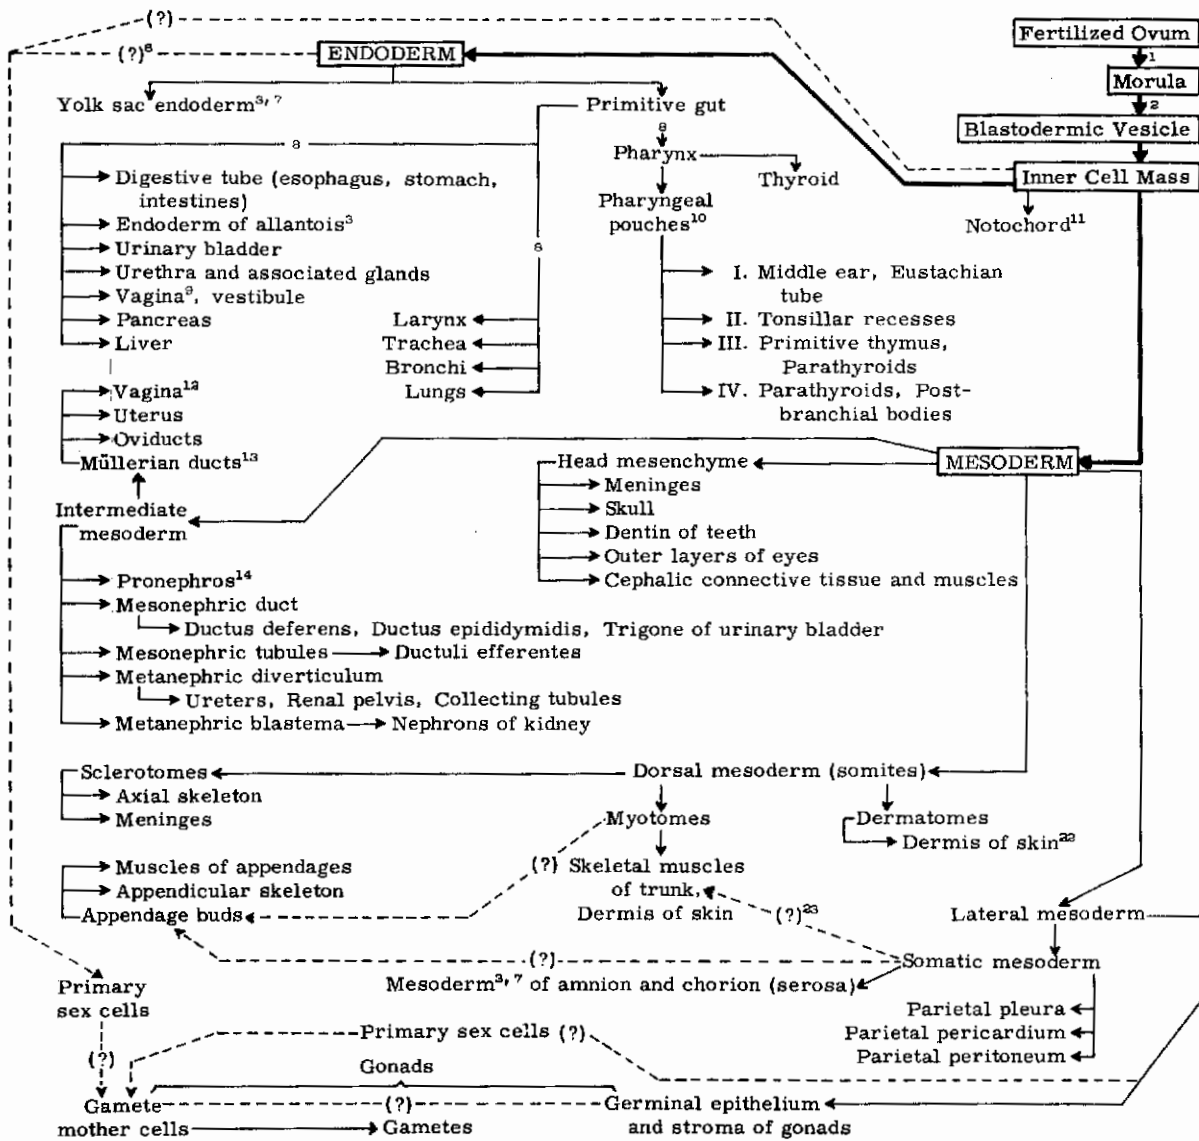 (?)
Fertilized Ovum
1
(?)⁶
ENDODERM
Morula
2
Yolk sac endoderm³,⁷
Primitive gut
Blastodermic Vesicle
8
8
Pharynx
Thyroid
Inner Cell Mass
Digestive tube (esophagus, stomach,
intestines)
Pharyngeal
pouches¹⁰
Notochord¹¹
Endoderm of allantois³
Urinary bladder
8
Urethra and associated glands
Vagina⁹, vestibule
Pancreas
Liver
Larynx
Trachea
Bronchi
Lungs
I. Middle ear, Eustachian
tube
II. Tonsillar recesses
III. Primitive thymus,
Parathyroids
IV. Parathyroids, Post-
branchial bodies
Vagina¹²
Uterus
Oviducts
Müllerian ducts¹³
Head mesenchyme
MESODERM
Meninges
Skull
Dentin of teeth
Outer layers of eyes
Cephalic connective tissue and muscles
Intermediate
mesoderm
Pronephros¹⁴
Mesonephric duct
Ductus deferens, Ductus epididymidis, Trigone of urinary bladder
Mesonephric tubules
Ductuli efferentes
Metanephric diverticulum
Ureters, Renal pelvis, Collecting tubules
Metanephric blastema
Nephrons of kidney
Sclerotomes
Dorsal mesoderm (somites)
Axial skeleton
Meninges
Myotomes
Dermatomes
Dermis of skin²²
Muscles of appendages
Appendicular skeleton
Appendage buds
(?)
Skeletal muscles
of trunk,
Dermis of skin
(?)²³
Lateral mesoderm
(?)
Somatic mesoderm
Mesoderm³,⁷ of amnion and chorion (serosa)
Primary
sex cells
Parietal pleura
Parietal pericardium
Parietal peritoneum
Primary sex cells (?)
(?)
Gonads
Gamete
mother cells
(?)
Gametes
Germinal epithelium
and stroma of gonads